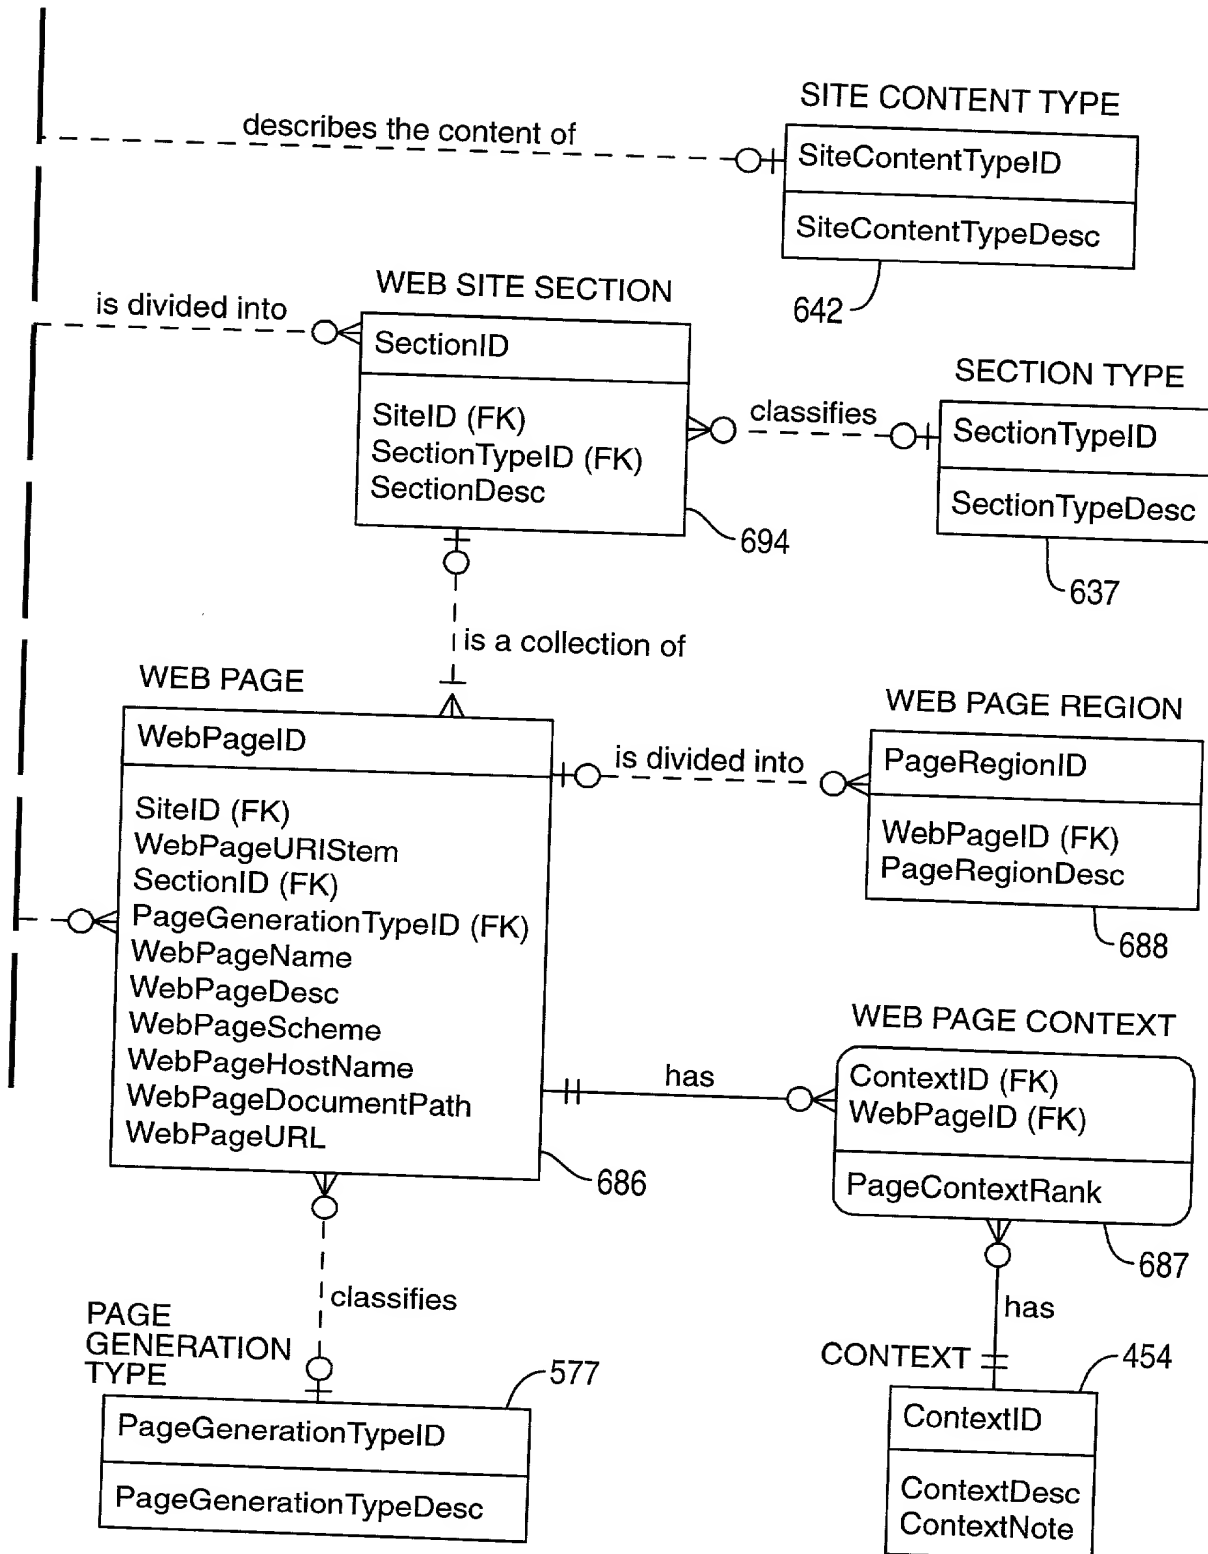 SITE CONTENT TYPE
describes the content of
SiteContentTypeID
SiteContentTypeDesc
642
WEB SITE SECTION
is divided into
SectionID
SiteID (FK)
SectionTypeID (FK)
SectionDesc
694
classifies
SECTION TYPE
SectionTypeID
SectionTypeDesc
637
is a collection of
WEB PAGE
WebPageID
SiteID (FK)
WebPageURIStem
SectionID (FK)
PageGenerationTypeID (FK)
WebPageName
WebPageDesc
WebPageScheme
WebPageHostName
WebPageDocumentPath
WebPageURL
686
is divided into
WEB PAGE REGION
PageRegionID
WebPageID (FK)
PageRegionDesc
688
has
WEB PAGE CONTEXT
ContextID (FK)
WebPageID (FK)
PageContextRank
687
has
classifies
PAGE
GENERATION
TYPE
577
PageGenerationTypeID
PageGenerationTypeDesc
CONTEXT
454
ContextID
ContextDesc
ContextNote